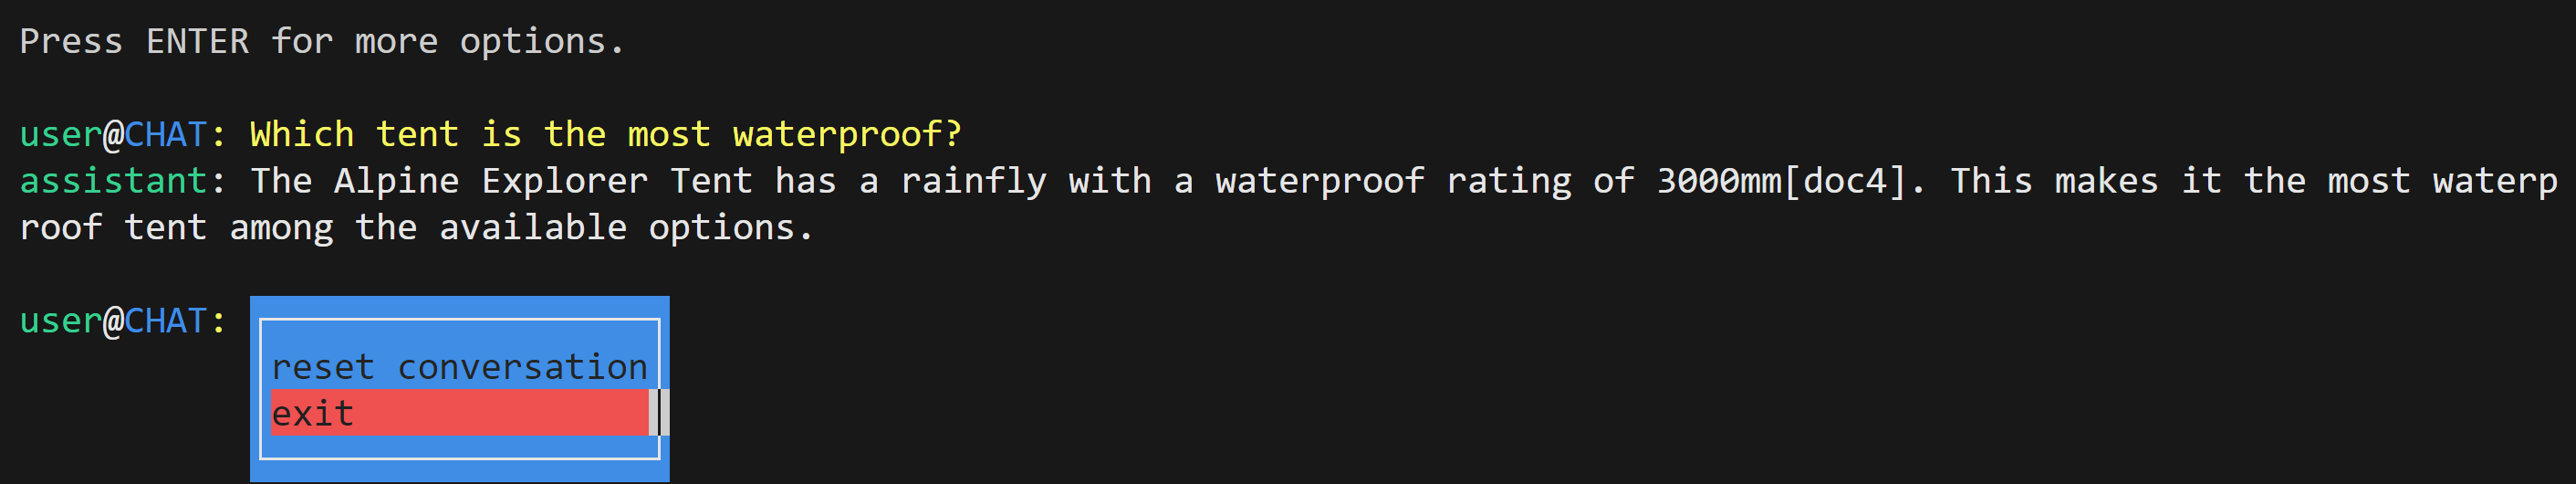 Press ENTER for more options.
user@CHAT: Which tent is the most waterproof?
assistant: The Alpine Explorer Tent has a rainfly with a waterproof rating of 3000mm[doc4]. This makes it the most waterp
roof tent among the available options.
user@CHAT:
reset conversation
exit